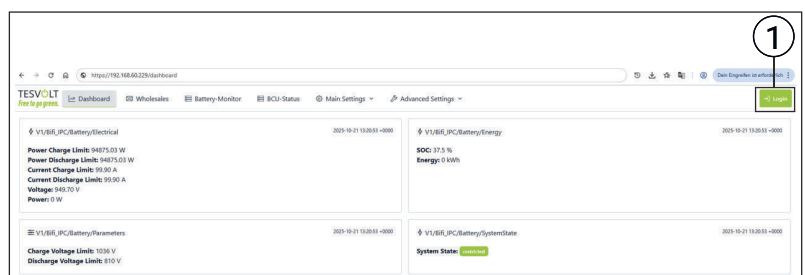 1
https://192.168.60.229/dashboard
Dein Eingreifen ist erforderlich
TESVOLT
Free to go green.
Dashboard
Wholesales
Battery-Monitor
BCU-Status
Main Settings
Advanced Settings
Login
V1/Bifi_IPC/Battery/Electrical
2025-10-21 13:20:53 +0000
Power Charge Limit: 94875.03 W
Power Discharge Limit: 94875.03 W
Current Charge Limit: 99.90 A
Current Discharge Limit: 99.90 A
Voltage: 949.70 V
Power: 0 W
V1/Bifi_IPC/Battery/Energy
2025-10-21 13:20:53 +0000
SOC: 37.5 %
Energy: 0 kWh
V1/Bifi_IPC/Battery/Parameters
2025-10-21 13:20:53 +0000
Charge Voltage Limit: 1036 V
Discharge Voltage Limit: 810 V
V1/Bifi_IPC/Battery/SystemState
2025-10-21 13:20:53 +0000
System State: restricted